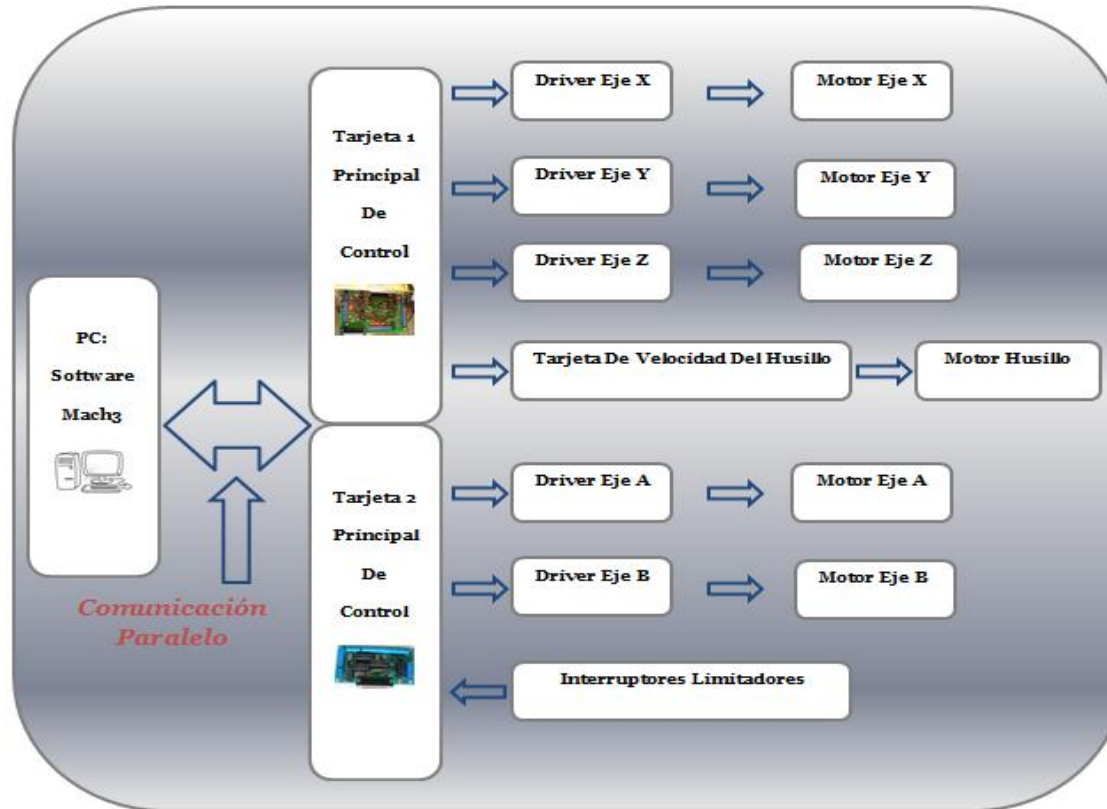 PC:
Software
Mach3
Comunicación
Paralelo
Tarjeta 1
Principal
De
Control
Driver Eje X
Motor Eje X
Driver Eje Y
Motor Eje Y
Driver Eje Z
Motor Eje Z
Tarjeta De Velocidad Del Husillo
Motor Husillo
Tarjeta 2
Principal
De
Control
Driver Eje A
Motor Eje A
Driver Eje B
Motor Eje B
Interruptores Limitadores